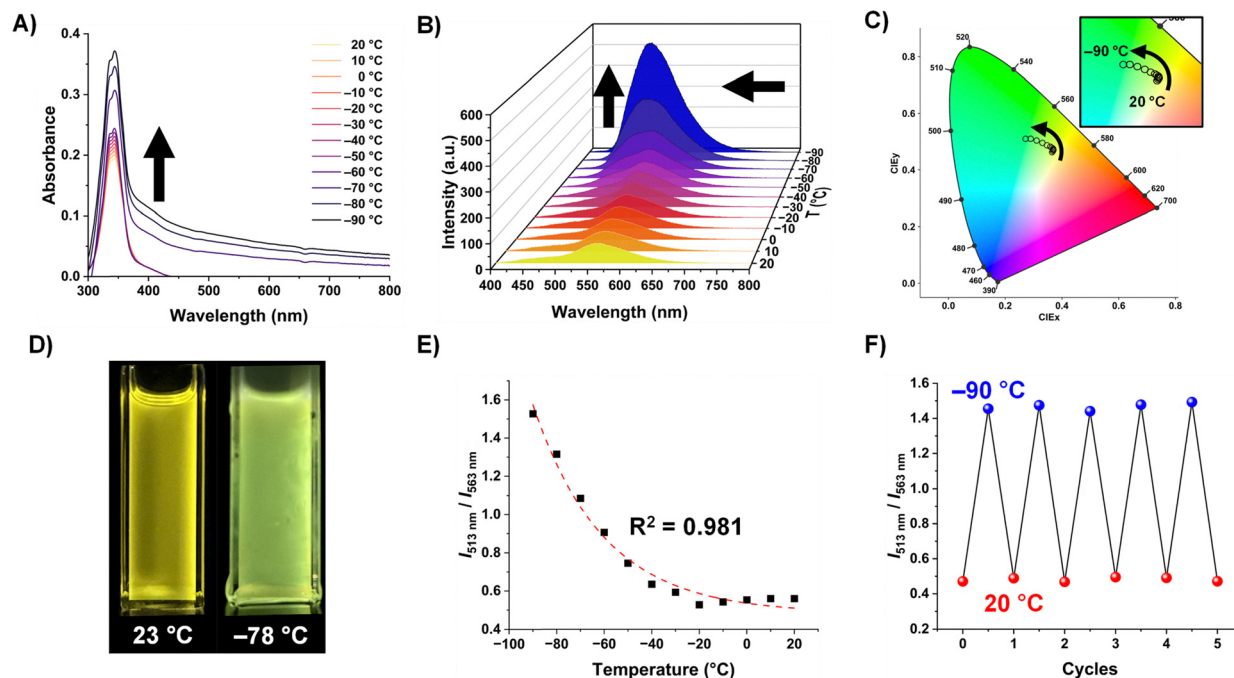 A)
Absorbance
0.4
0.3
0.2
0.1
0.0
300 400 500 600 700 800
Wavelength (nm)
20 °C
10 °C
0 °C
−10 °C
−20 °C
−30 °C
−40 °C
−50 °C
−60 °C
−70 °C
−80 °C
−90 °C
B)
Intensity (a.u.)
600
500
400
300
200
100
0
400 450 500 550 600 650 700 750 800
Wavelength (nm)
−90
−80
−70
−60
−50
−40
−30
−20
−10
0
10
20
T (°C)
C)
CIEy
0.8
0.6
0.4
0.2
0.0
0.0 0.2 0.4 0.6 0.8
CIEx
520
540
510
560
500
580
600
620
700
490
480
470
460
390
−90 °C
20 °C
D)
23 °C
−78 °C
E)
I513 nm / I563 nm
1.6
1.4
1.2
1.0
0.8
0.6
0.4
R2 = 0.981
−100 −80 −60 −40 −20 0 20
Temperature (°C)
F)
I513 nm / I563 nm
1.6
1.4
1.2
1.0
0.8
0.6
0.4
−90 °C
20 °C
0 1 2 3 4 5
Cycles